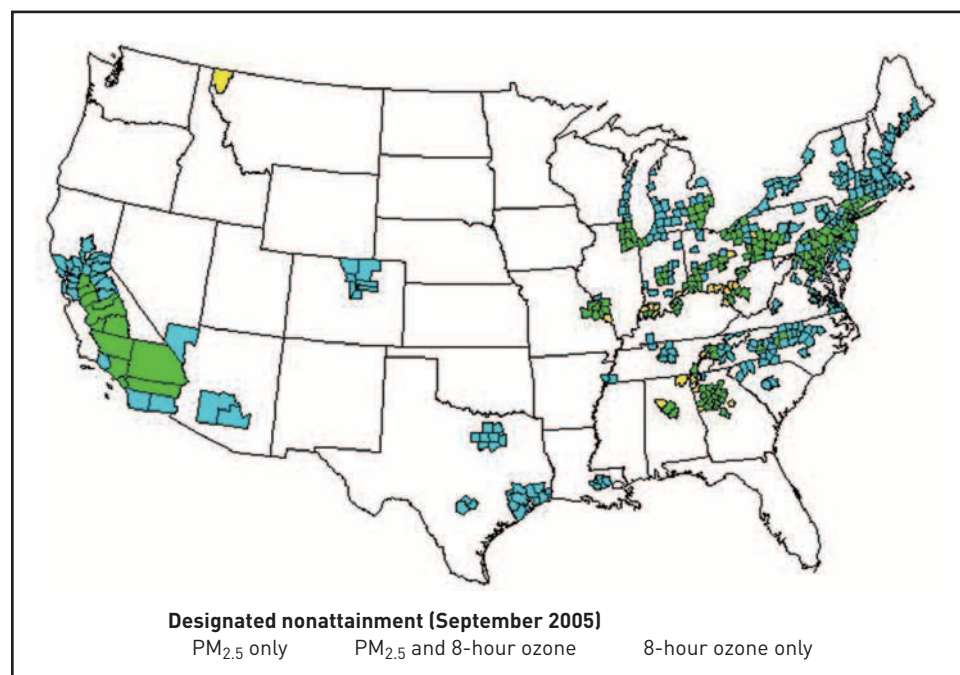 Designated nonattainment (September 2005)
PM2.5 only PM2.5 and 8-hour ozone 8-hour ozone only